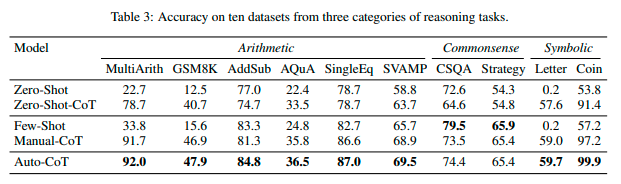 Table 3: Accuracy on ten datasets from three categories of reasoning tasks.
Model Arithmetic Commonsense Symbolic
MultiArith GSM8K AddSub AQuA SingleEq SVAMP CSQA Strategy Letter Coin
Zero-Shot 22.7 12.5 77.0 22.4 78.7 58.8 72.6 54.3 0.2 53.8
Zero-Shot-CoT 78.7 40.7 74.7 33.5 78.7 63.7 64.6 54.8 57.6 91.4
Few-Shot 33.8 15.6 83.3 24.8 82.7 65.7 79.5 65.9 0.2 57.2
Manual-CoT 91.7 46.9 81.3 35.8 86.6 68.9 73.5 65.4 59.0 97.2
Auto-CoT 92.0 47.9 84.8 36.5 87.0 69.5 74.4 65.4 59.7 99.9